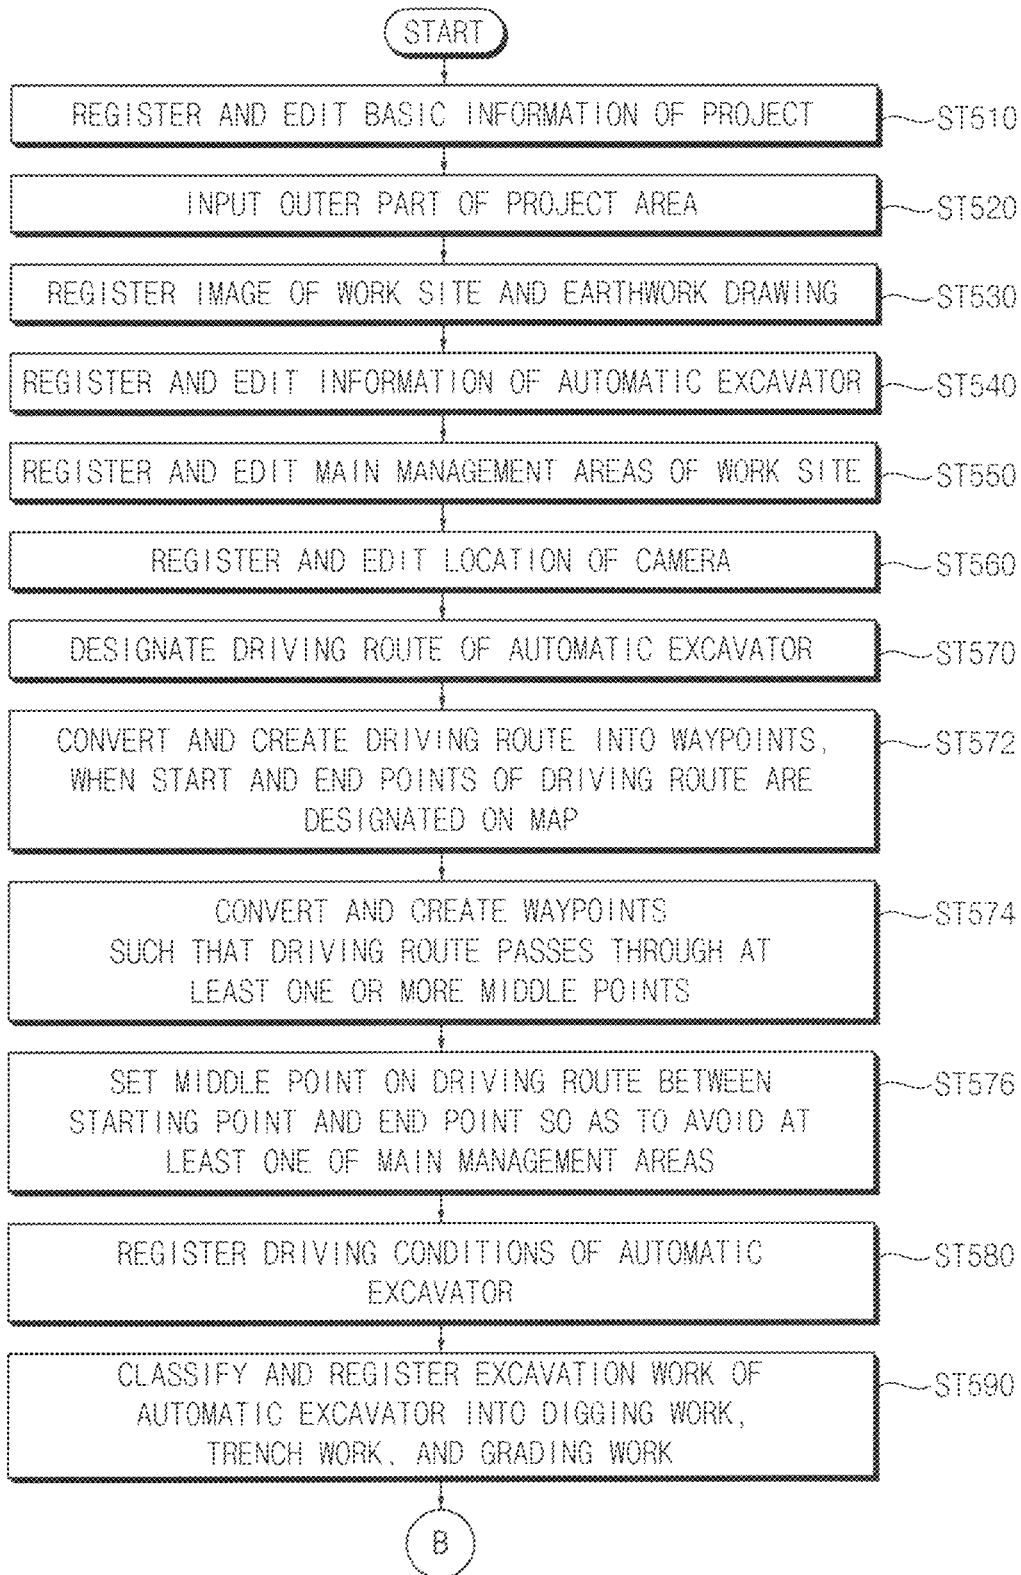 START
REGISTER AND EDIT BASIC INFORMATION OF PROJECT
ST510
INPUT OUTER PART OF PROJECT AREA
ST520
REGISTER IMAGE OF WORK SITE AND EARTHWORK DRAWING
ST530
REGISTER AND EDIT INFORMATION OF AUTOMATIC EXCAVATOR
ST540
REGISTER AND EDIT MAIN MANAGEMENT AREAS OF WORK SITE
ST550
REGISTER AND EDIT LOCATION OF CAMERA
ST560
DESIGNATE DRIVING ROUTE OF AUTOMATIC EXCAVATOR
ST570
CONVERT AND CREATE DRIVING ROUTE INTO WAYPOINTS,
WHEN START AND END POINTS OF DRIVING ROUTE ARE
DESIGNATED ON MAP
ST572
CONVERT AND CREATE WAYPOINTS
SUCH THAT DRIVING ROUTE PASSES THROUGH AT
LEAST ONE OR MORE MIDDLE POINTS
ST574
SET MIDDLE POINT ON DRIVING ROUTE BETWEEN
STARTING POINT AND END POINT SO AS TO AVOID AT
LEAST ONE OF MAIN MANAGEMENT AREAS
ST576
REGISTER DRIVING CONDITIONS OF AUTOMATIC
EXCAVATOR
ST580
CLASSIFY AND REGISTER EXCAVATION WORK OF
AUTOMATIC EXCAVATOR INTO DIGGING WORK,
TRENCH WORK, AND GRADING WORK
ST590
B